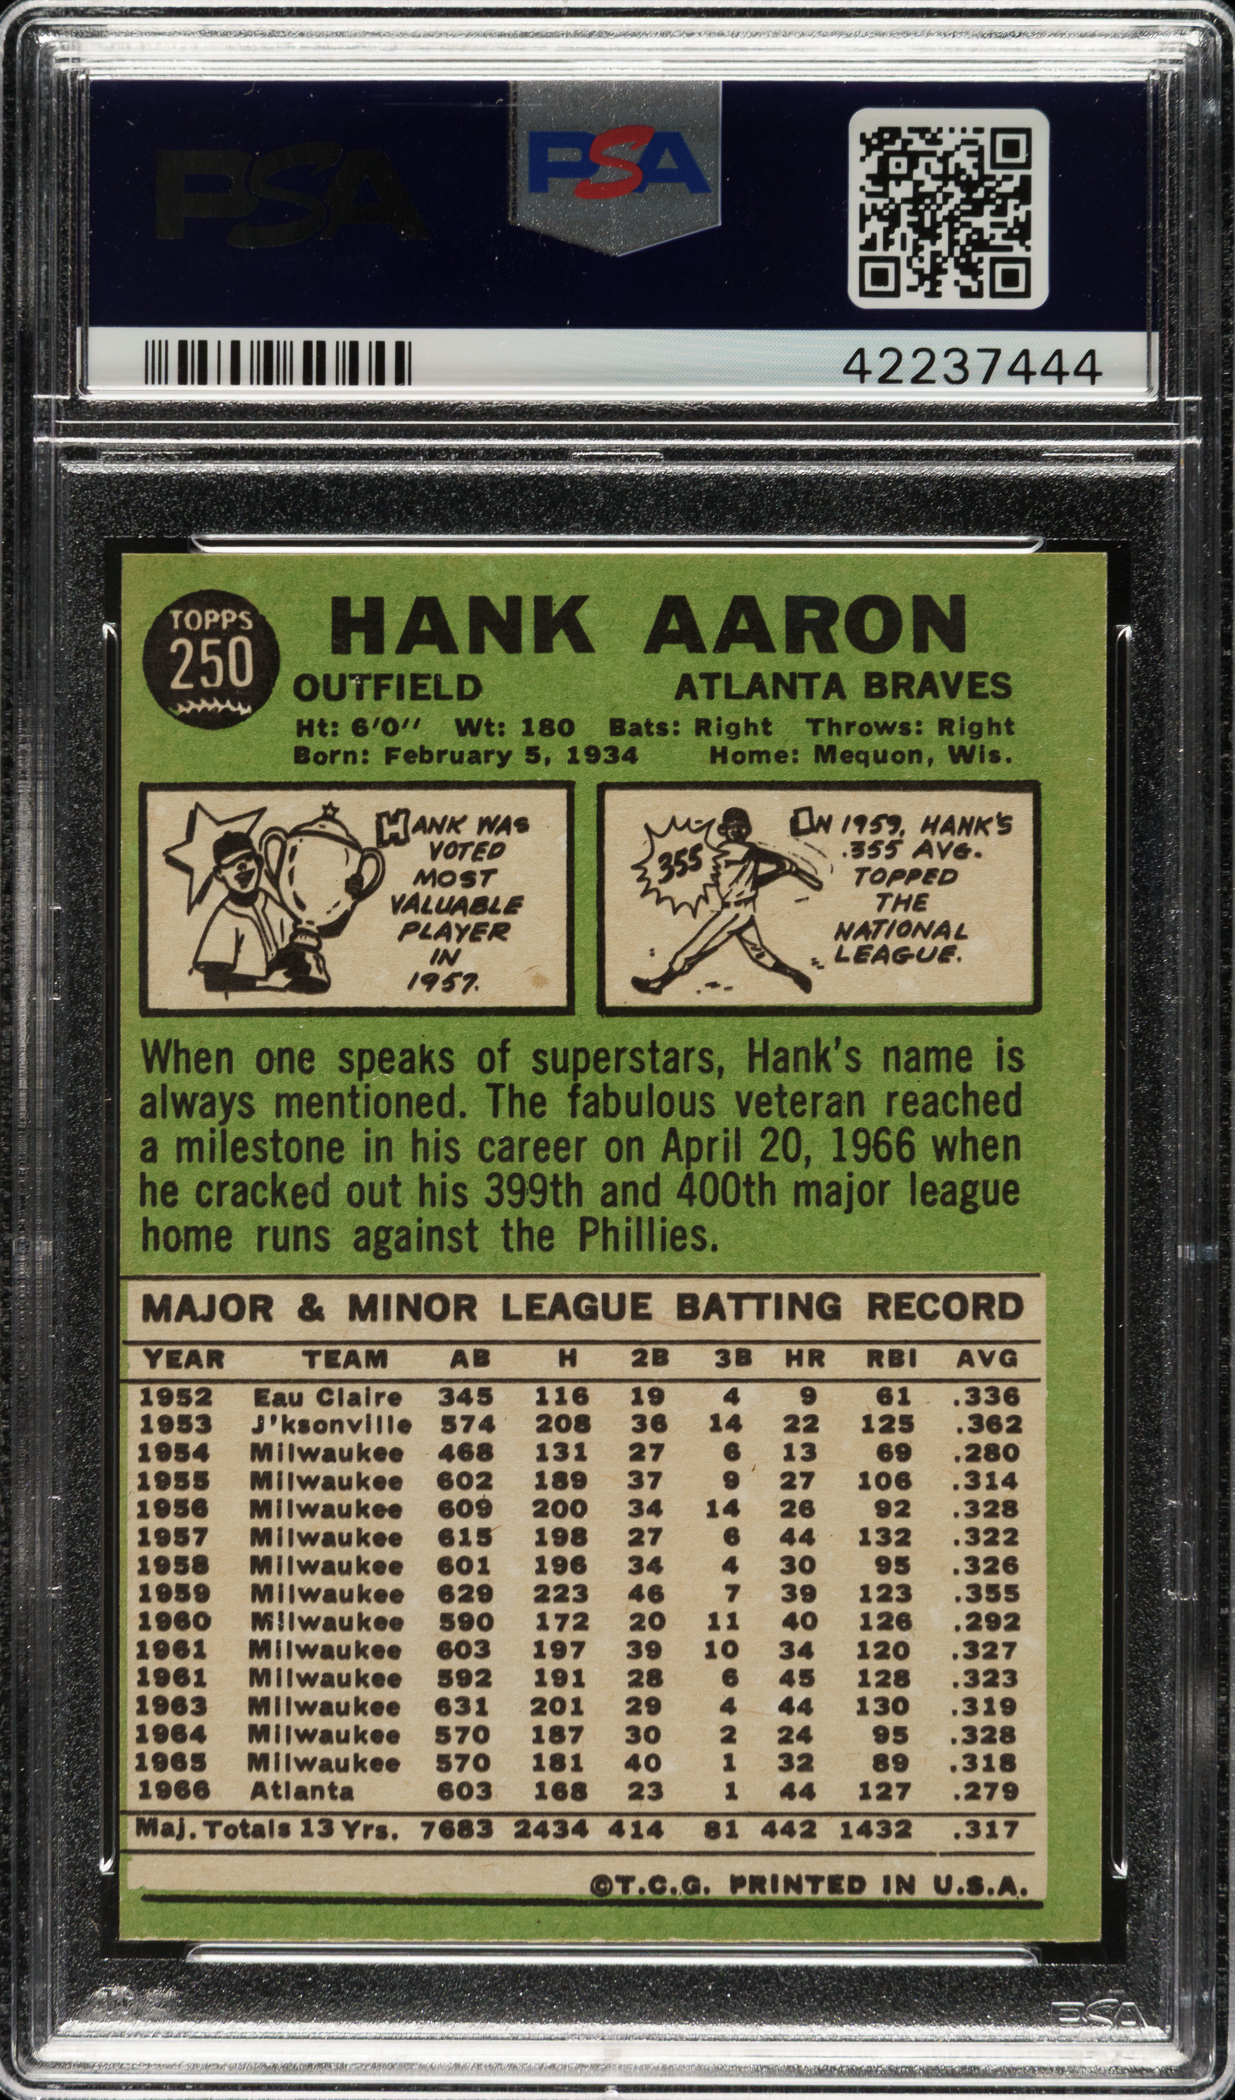 PSA
PSA
42237444
TOPPS
250
HANK AARON
OUTFIELD ATLANTA BRAVES
Ht: 6'0'' Wt: 180 Bats: Right Throws: Right
Born: February 5, 1934 Home: Mequon, Wis.
HANK WAS
VOTED
MOST
VALUABLE
PLAYER
IN
1957.
355
IN 1959, HANK'S
.355 AVG.
TOPPED
THE
NATIONAL
LEAGUE.
When one speaks of superstars, Hank's name is
always mentioned. The fabulous veteran reached
a milestone in his career on April 20, 1966 when
he cracked out his 399th and 400th major league
home runs against the Phillies.
MAJOR & MINOR LEAGUE BATTING RECORD
YEAR TEAM AB H 2B 3B HR RBI AVG
1952 Eau Claire 345 116 19 4 9 61 .336
1953 J'ksonville 574 208 36 14 22 125 .362
1954 Milwaukee 468 131 27 6 13 69 .280
1955 Milwaukee 602 189 37 9 27 106 .314
1956 Milwaukee 609 200 34 14 26 92 .328
1957 Milwaukee 615 198 27 6 44 132 .322
1958 Milwaukee 601 196 34 4 30 95 .326
1959 Milwaukee 629 223 46 7 39 123 .355
1960 Milwaukee 590 172 20 11 40 126 .292
1961 Milwaukee 603 197 39 10 34 120 .327
1961 Milwaukee 592 191 28 6 45 128 .323
1963 Milwaukee 631 201 29 4 44 130 .319
1964 Milwaukee 570 187 30 2 24 95 .328
1965 Milwaukee 570 181 40 1 32 89 .318
1966 Atlanta 603 168 23 1 44 127 .279
Maj. Totals 13 Yrs. 7683 2434 414 81 442 1432 .317
©T.C.G. PRINTED IN U.S.A.
PSA